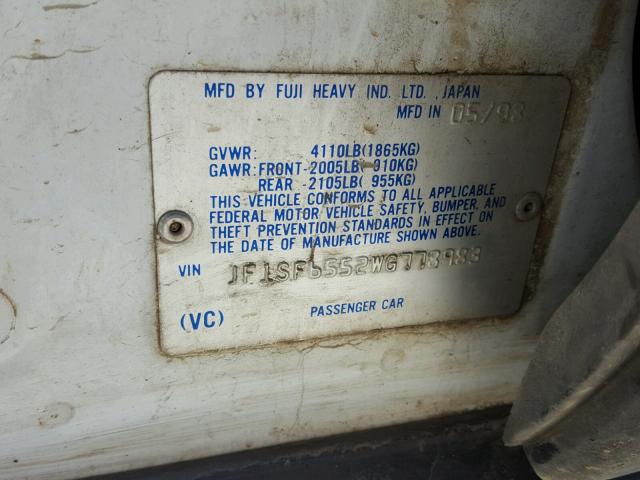 MFD BY FUJI HEAVY IND. LTD. , JAPAN
MFD IN 05/98
GVWR: 4110LB(1865KG)
GAWR:FRONT-2005LB( 910KG)
REAR -2105LB( 955KG)
THIS VEHICLE CONFORMS TO ALL APPLICABLE
FEDERAL MOTOR VEHICLE SAFETY, BUMPER, AND
THEFT PREVENTION STANDARDS IN EFFECT ON
THE DATE OF MANUFACTURE SHOWN ABOVE.
VIN JF1SF6552WG773983
(VC) PASSENGER CAR